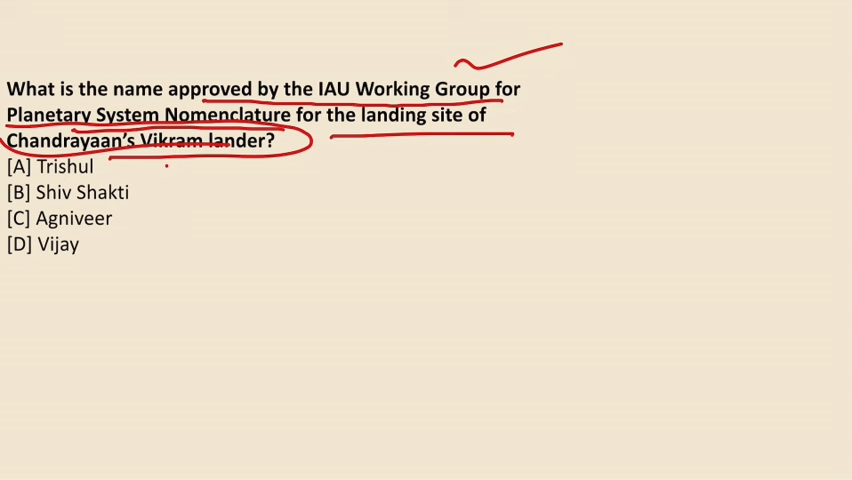 What is the name approved by the IAU Working Group for
Planetary System Nomenclature for the landing site of
Chandrayaan's Vikram lander?
[A] Trishul
[B] Shiv Shakti
[C] Agniveer
[D] Vijay